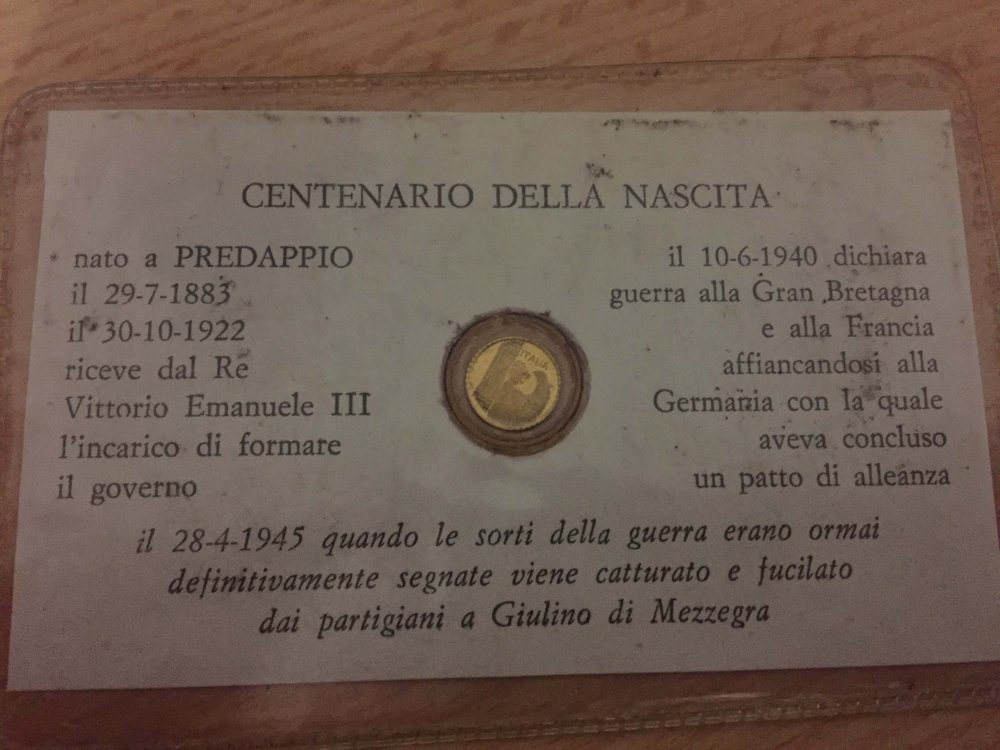 CENTENARIO DELLA NASCITA
nato a PREDAPPIO
il 29-7-1883
il 30-10-1922
riceve dal Re
Vittorio Emanuele III
l'incarico di formare
il governo
ITALIA
il 10-6-1940 dichiara
guerra alla Gran Bretagna
e alla Francia
affiancandosi alla
Germania con la quale
aveva concluso
un patto di alleanza
il 28-4-1945 quando le sorti della guerra erano ormai
definitivamente segnate viene catturato e fucilato
dai partigiani a Giulino di Mezzegra